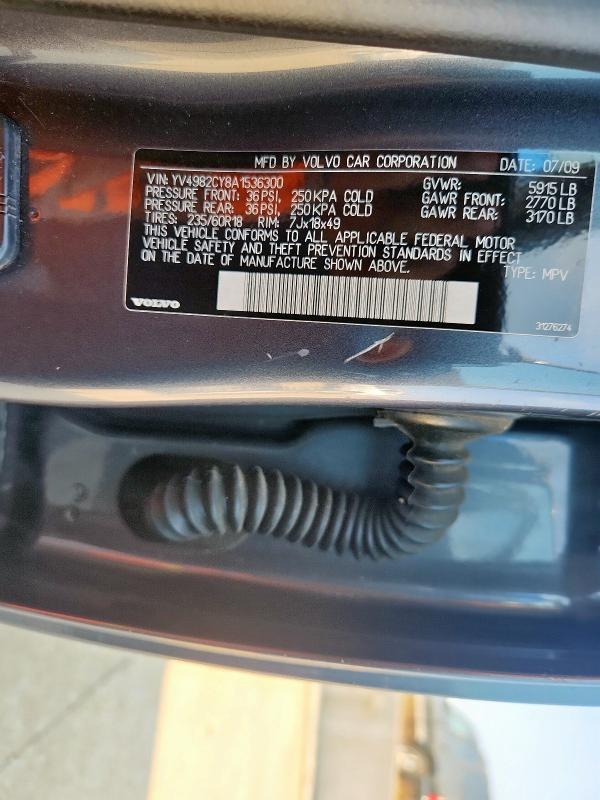 MFD BY VOLVO CAR CORPORATION DATE: 07/09
VIN: YV4982CY8A1536300 GVWR: 5915 LB
PRESSURE FRONT: 36 PSI, 250 KPA COLD GAWR FRONT: 2770 LB
PRESSURE REAR: 36 PSI, 250 KPA COLD GAWR REAR: 3170 LB
TIRES: 235/60R18 RIM: 7Jx18x49
THIS VEHICLE CONFORMS TO ALL APPLICABLE FEDERAL MOTOR
VEHICLE SAFETY AND THEFT PREVENTION STANDARDS IN EFFECT
ON THE DATE OF MANUFACTURE SHOWN ABOVE.
TYPE: MPV
VOLVO
31276274